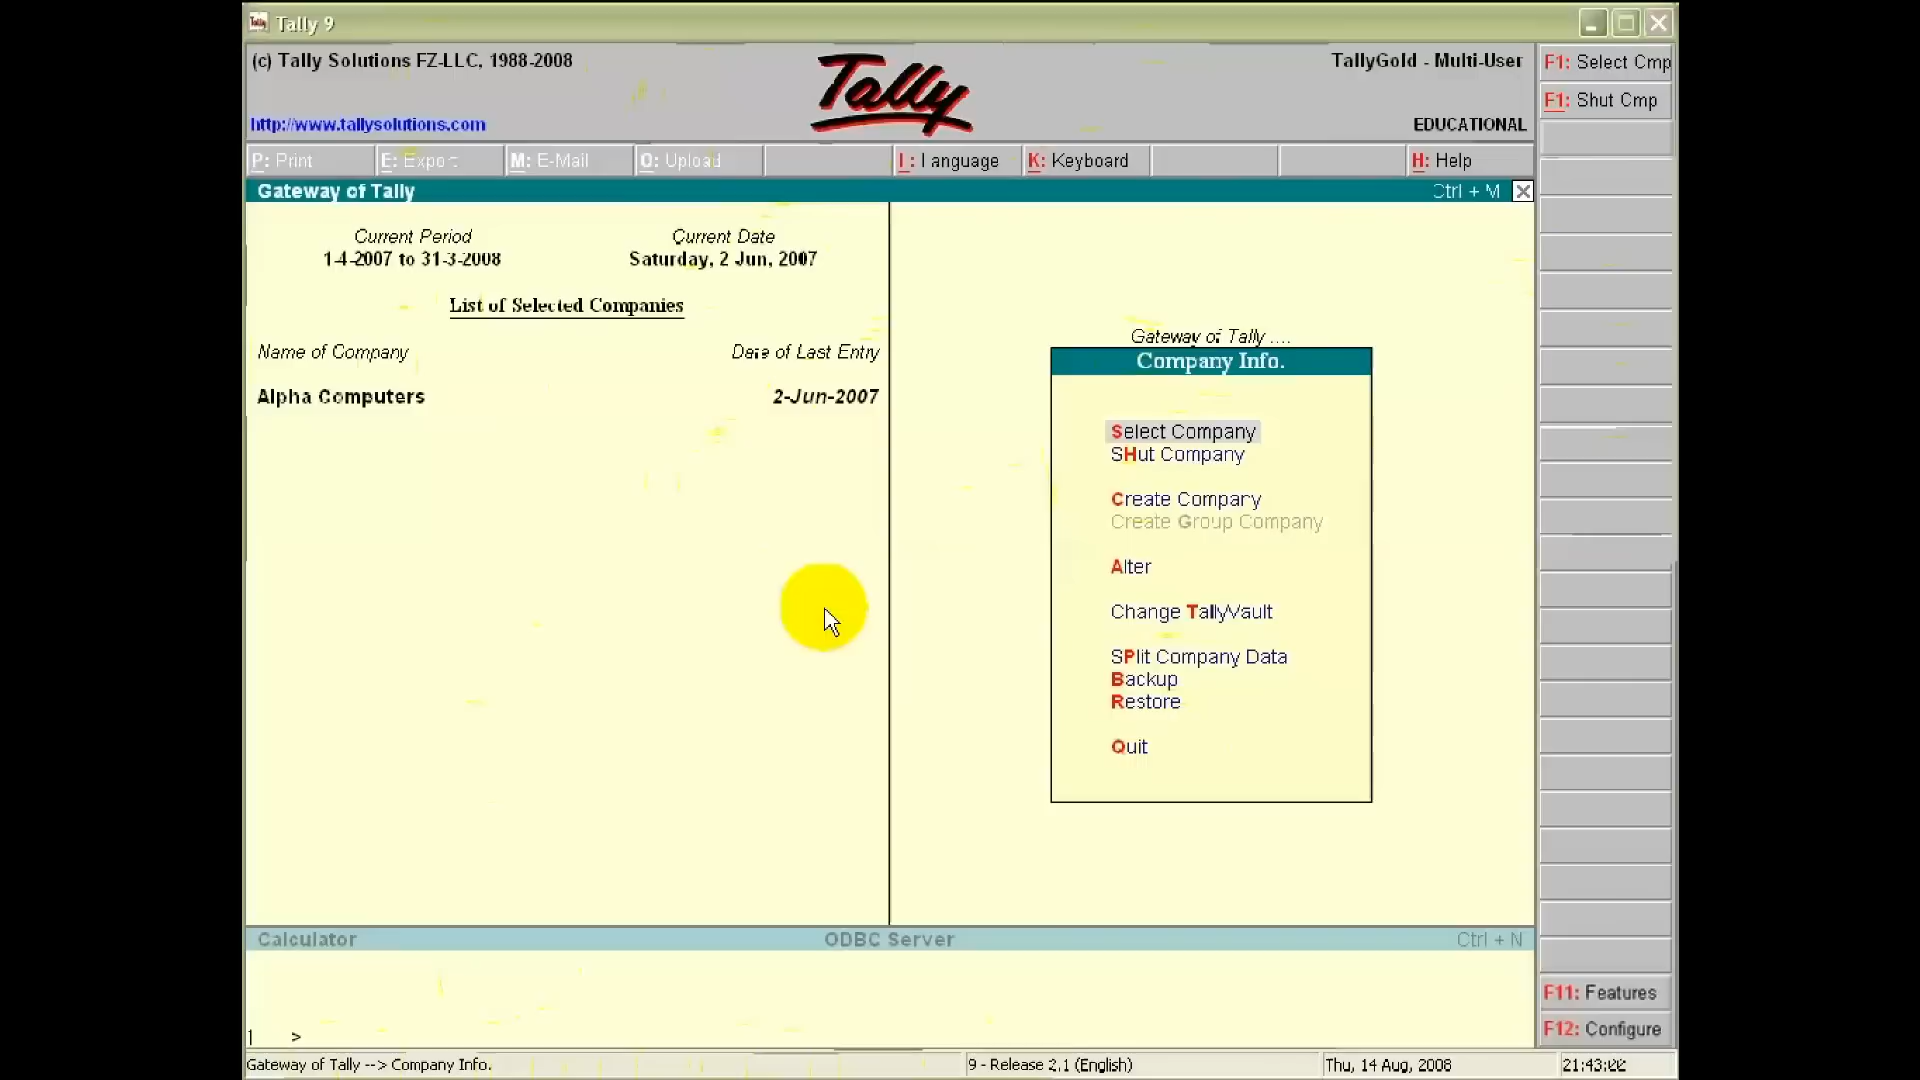 Tally 9
(c) Tally Solutions FZ-LLC, 1988-2008
Tally
TallyGold - Multi-User
http://www.tallysolutions.com
EDUCATIONAL
F1: Select Cmp
F1: Shut Cmp
P: Print
E: Export
M: E-Mail
O: Upload
L: Language
K: Keyboard
H: Help
Gateway of Tally
Ctrl + M
Current Period
1-4-2007 to 31-3-2008
Current Date
Saturday, 2 Jun, 2007
List of Selected Companies
Name of Company
Date of Last Entry
Alpha Computers
2-Jun-2007
Gateway of Tally ....
Company Info.
Select Company
SHut Company
Create Company
Create Group Company
Alter
Change TallyVault
SPlit Company Data
Backup
Restore
Quit
Calculator
ODBC Server
Ctrl + N
1 >
F11: Features
F12: Configure
Gateway of Tally --> Company Info.
9 - Release 2.1 (English)
Thu, 14 Aug, 2008